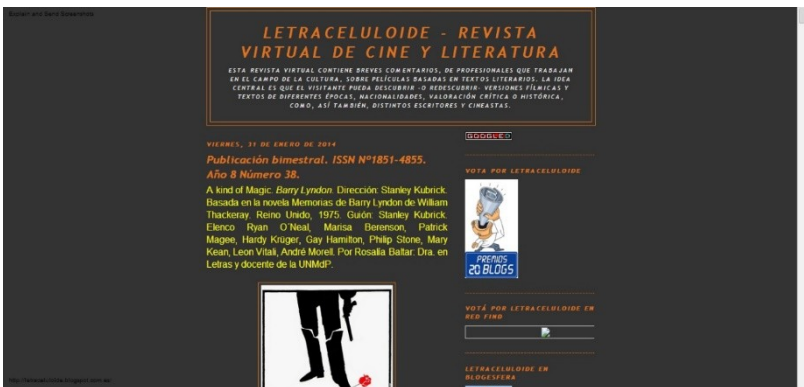 LETRACELULOIDE - REVISTA
VIRTUAL DE CINE Y LITERATURA
ESTA REVISTA VIRTUAL CONTIENE BREVES COMENTARIOS, DE PROFESIONALES QUE TRABAJAN
EN EL CAMPO DE LA CULTURA, SOBRE PELÍCULAS BASADAS EN TEXTOS LITERARIOS. LA IDEA
CENTRAL ES QUE EL VISITANTE PUEDA DESCUBRIR -O REDESCUBRIR- VERSIONES FÍLMICAS Y
TEXTOS DE DIFERENTES ÉPOCAS, NACIONALIDADES, VALORACIÓN CRÍTICA O HISTÓRICA,
COMO, ASÍ TAMBIÉN, DISTINTOS ESCRITORES Y CINEASTAS.
VIERNES, 31 DE ENERO DE 2014
Publicación bimestral. ISSN Nº1851-4855.
Año 8 Número 38.
A kind of Magic. Barry Lyndon. Dirección: Stanley Kubrick.
Basada en la novela Memorias de Barry Lyndon de William
Thackeray. Reino Unido, 1975. Guión: Stanley Kubrick.
Elenco Ryan O´Neal, Marisa Berenson, Patrick
Magee, Hardy Krüger, Gay Hamilton, Philip Stone, Mary
Kean, Leon Vitali, André Morell. Por Rosalía Baltar: Dra. en
Letras y docente de la UNMdP.
GOOGLE
VOTA POR LETRACELULOIDE
PREMIOS
20 BLOGS
VOTÁ POR LETRACELULOIDE EN
RED FIND
LETRACELULOIDE EN
BLOGESFERA
http://letraceluloide.blogspot.com.ar/